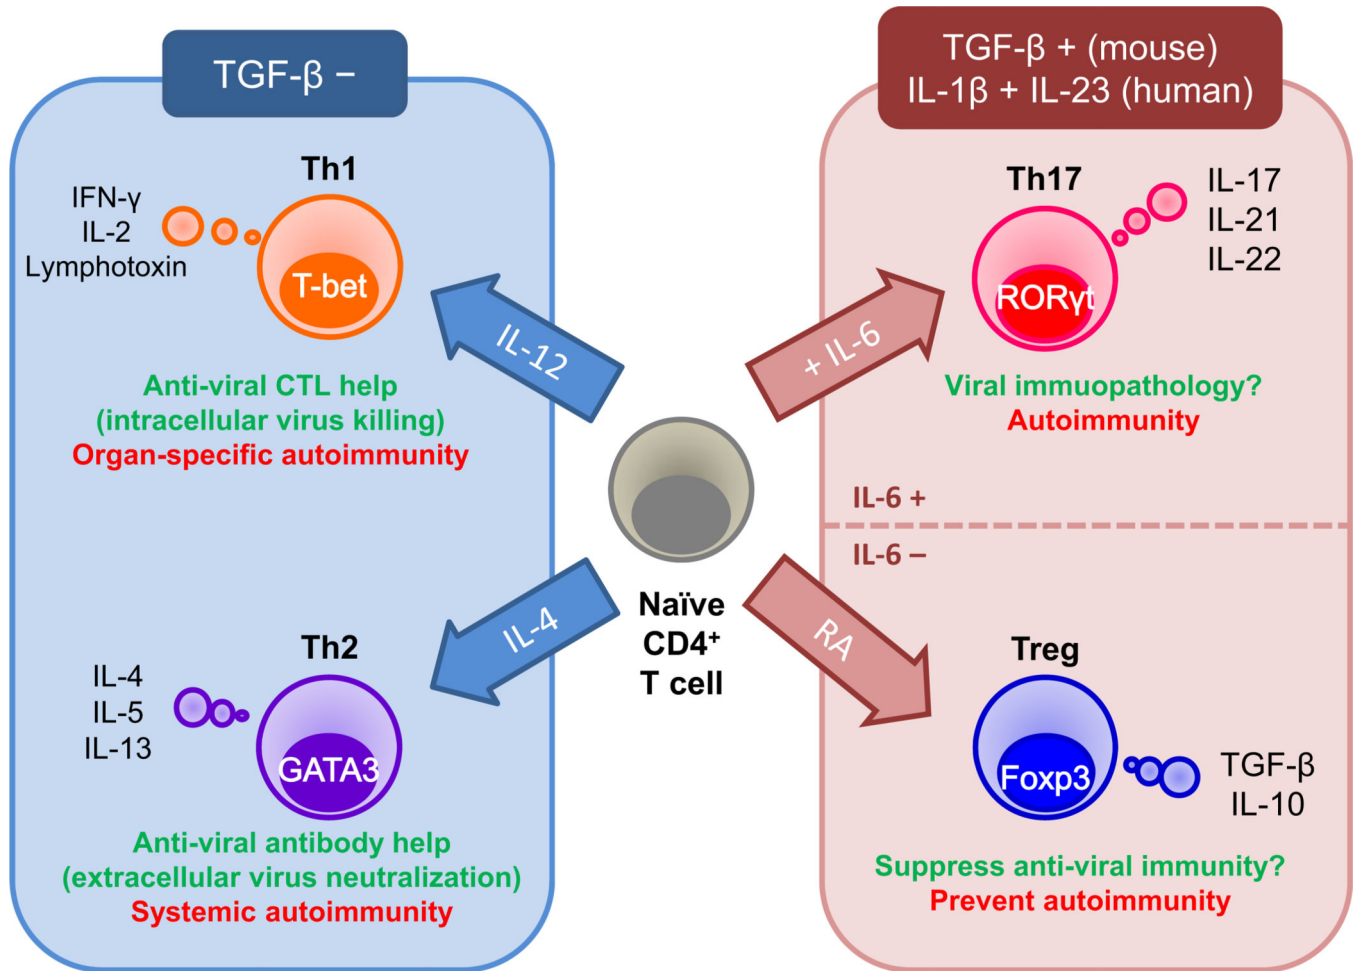 TGF-β −
Th1
IFN-γ
IL-2
Lymphotoxin
T-bet
IL-12
Anti-viral CTL help
(intracellular virus killing)
Organ-specific autoimmunity
Th2
IL-4
IL-4
IL-5
IL-13
GATA3
Anti-viral antibody help
(extracellular virus neutralization)
Systemic autoimmunity
Naïve
CD4⁺
T cell
TGF-β + (mouse)
IL-1β + IL-23 (human)
Th17
IL-17
IL-21
IL-22
RORγt
+ IL-6
Viral immuopathology?
Autoimmunity
IL-6 +
IL-6 −
RA
Treg
Foxp3
TGF-β
IL-10
Suppress anti-viral immunity?
Prevent autoimmunity